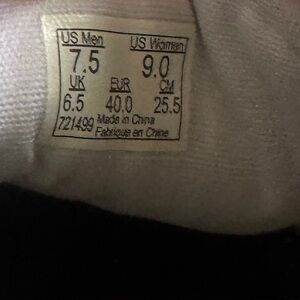 US Men US Women
7.5 9.0
UK EUR CM
6.5 40.0 25.5
721499 Made in China
Fabriqué en Chine